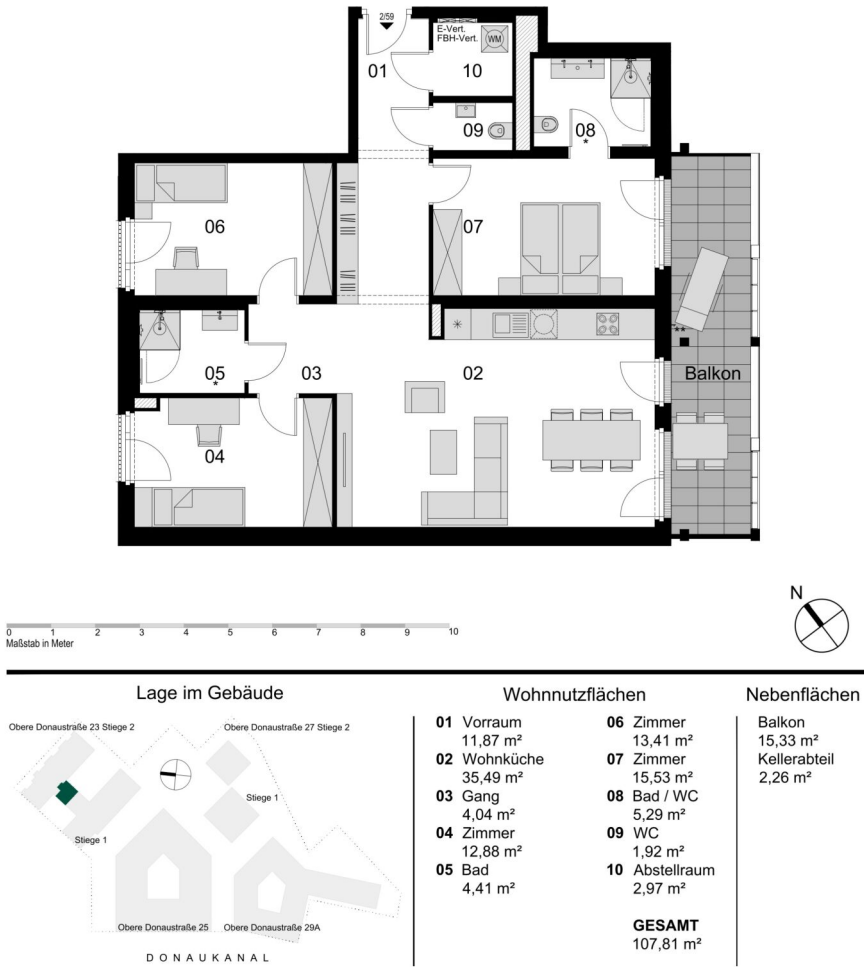 2/59
E-Vert.
FBH-Vert.
WM
01
10
09
08
*
06
07
05
*
03
02
**
Balkon
04
N
0 1 2 3 4 5 6 7 8 9 10
Maßstab in Meter
Lage im Gebäude
Obere Donaustraße 23 Stiege 2
Obere Donaustraße 27 Stiege 2
Stiege 1
Stiege 1
Obere Donaustraße 25
Obere Donaustraße 29A
DONAUKANAL
Wohnnutzflächen
01 Vorraum
11,87 m²
02 Wohnküche
35,49 m²
03 Gang
4,04 m²
04 Zimmer
12,88 m²
05 Bad
4,41 m²
06 Zimmer
13,41 m²
07 Zimmer
15,53 m²
08 Bad / WC
5,29 m²
09 WC
1,92 m²
10 Abstellraum
2,97 m²
GESAMT
107,81 m²
Nebenflächen
Balkon
15,33 m²
Kellerabteil
2,26 m²